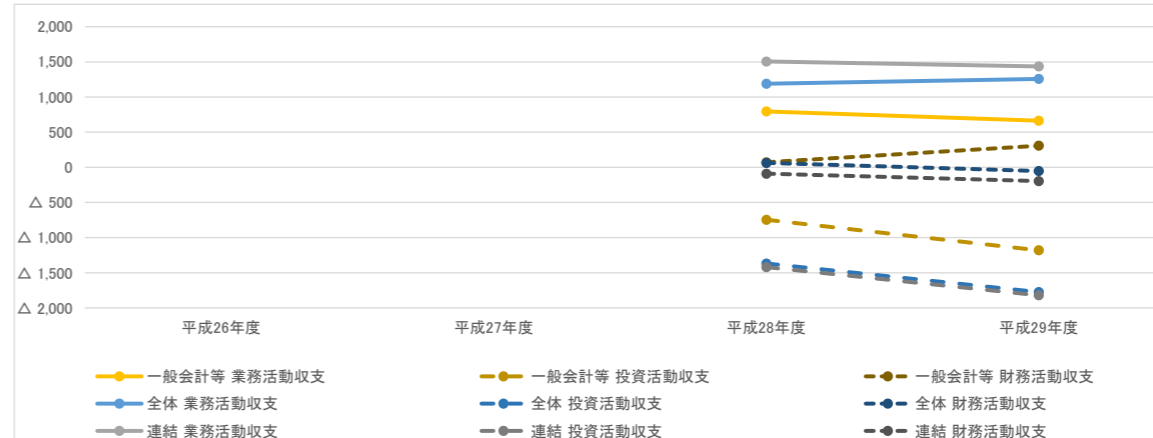 2,000
1,500
1,000
500
0
△ 500
△ 1,000
△ 1,500
△ 2,000
平成26年度 平成27年度 平成28年度 平成29年度
一般会計等 業務活動収支 一般会計等 投資活動収支 一般会計等 財務活動収支
全体 業務活動収支 全体 投資活動収支 全体 財務活動収支
連結 業務活動収支 連結 投資活動収支 連結 財務活動収支